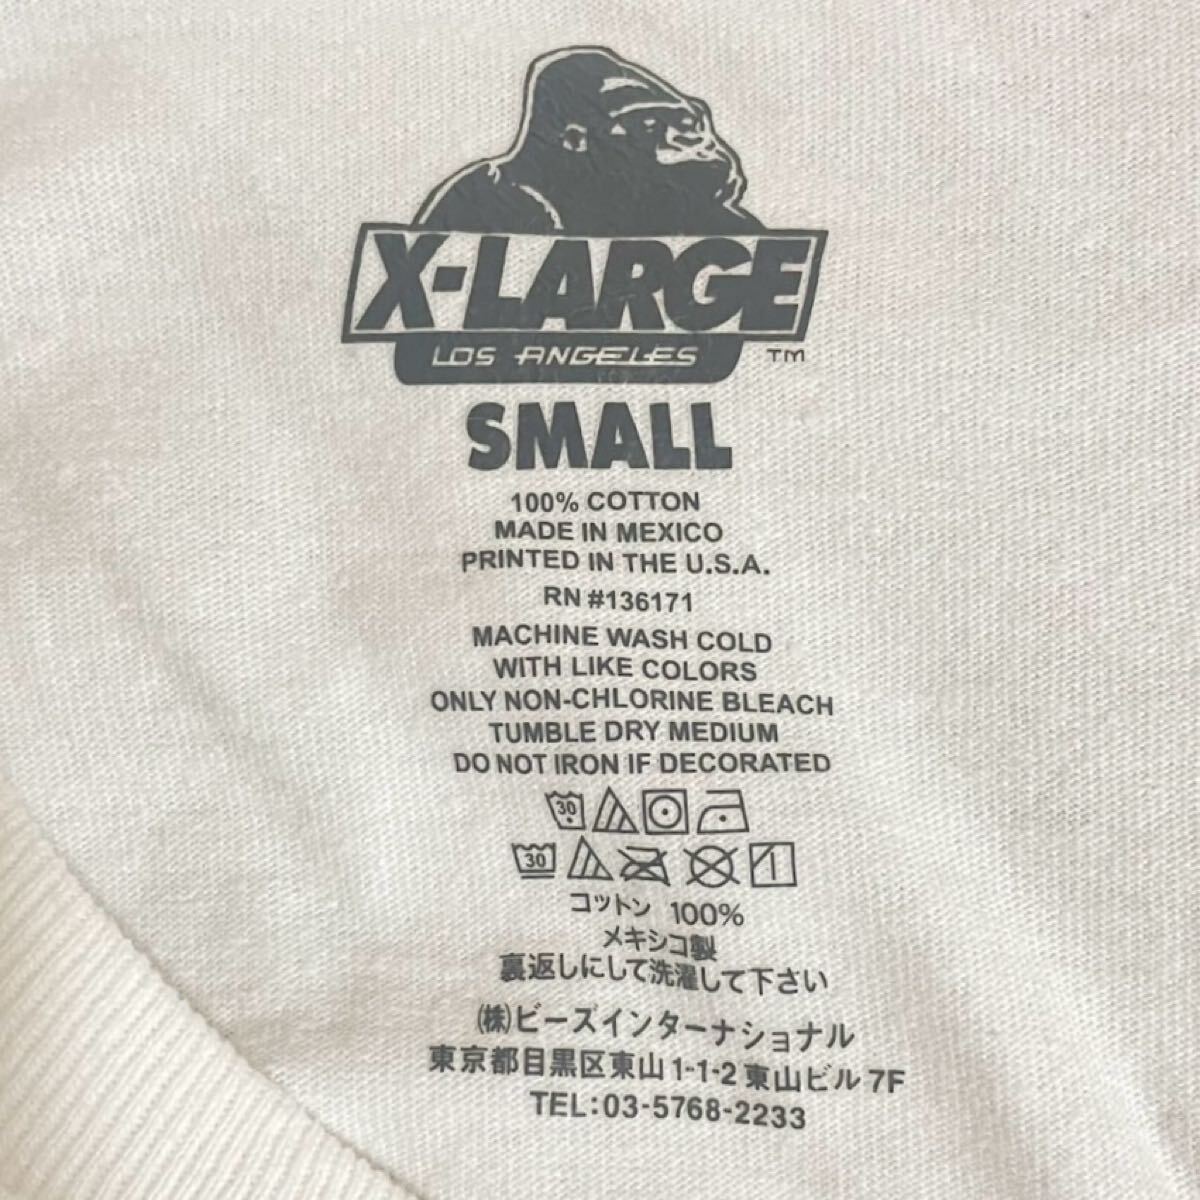 X-LARGE
LOS ANGELES TM
SMALL
100% COTTON
MADE IN MEXICO
PRINTED IN THE U.S.A.
RN #136171
MACHINE WASH COLD
WITH LIKE COLORS
ONLY NON-CHLORINE BLEACH
TUMBLE DRY MEDIUM
DO NOT IRON IF DECORATED
30
30
コットン 100%
メキシコ製
裏返しにして洗濯して下さい
(株)ビーズインターナショナル
東京都目黒区東山1-1-2 東山ビル 7F
TEL:03-5768-2233